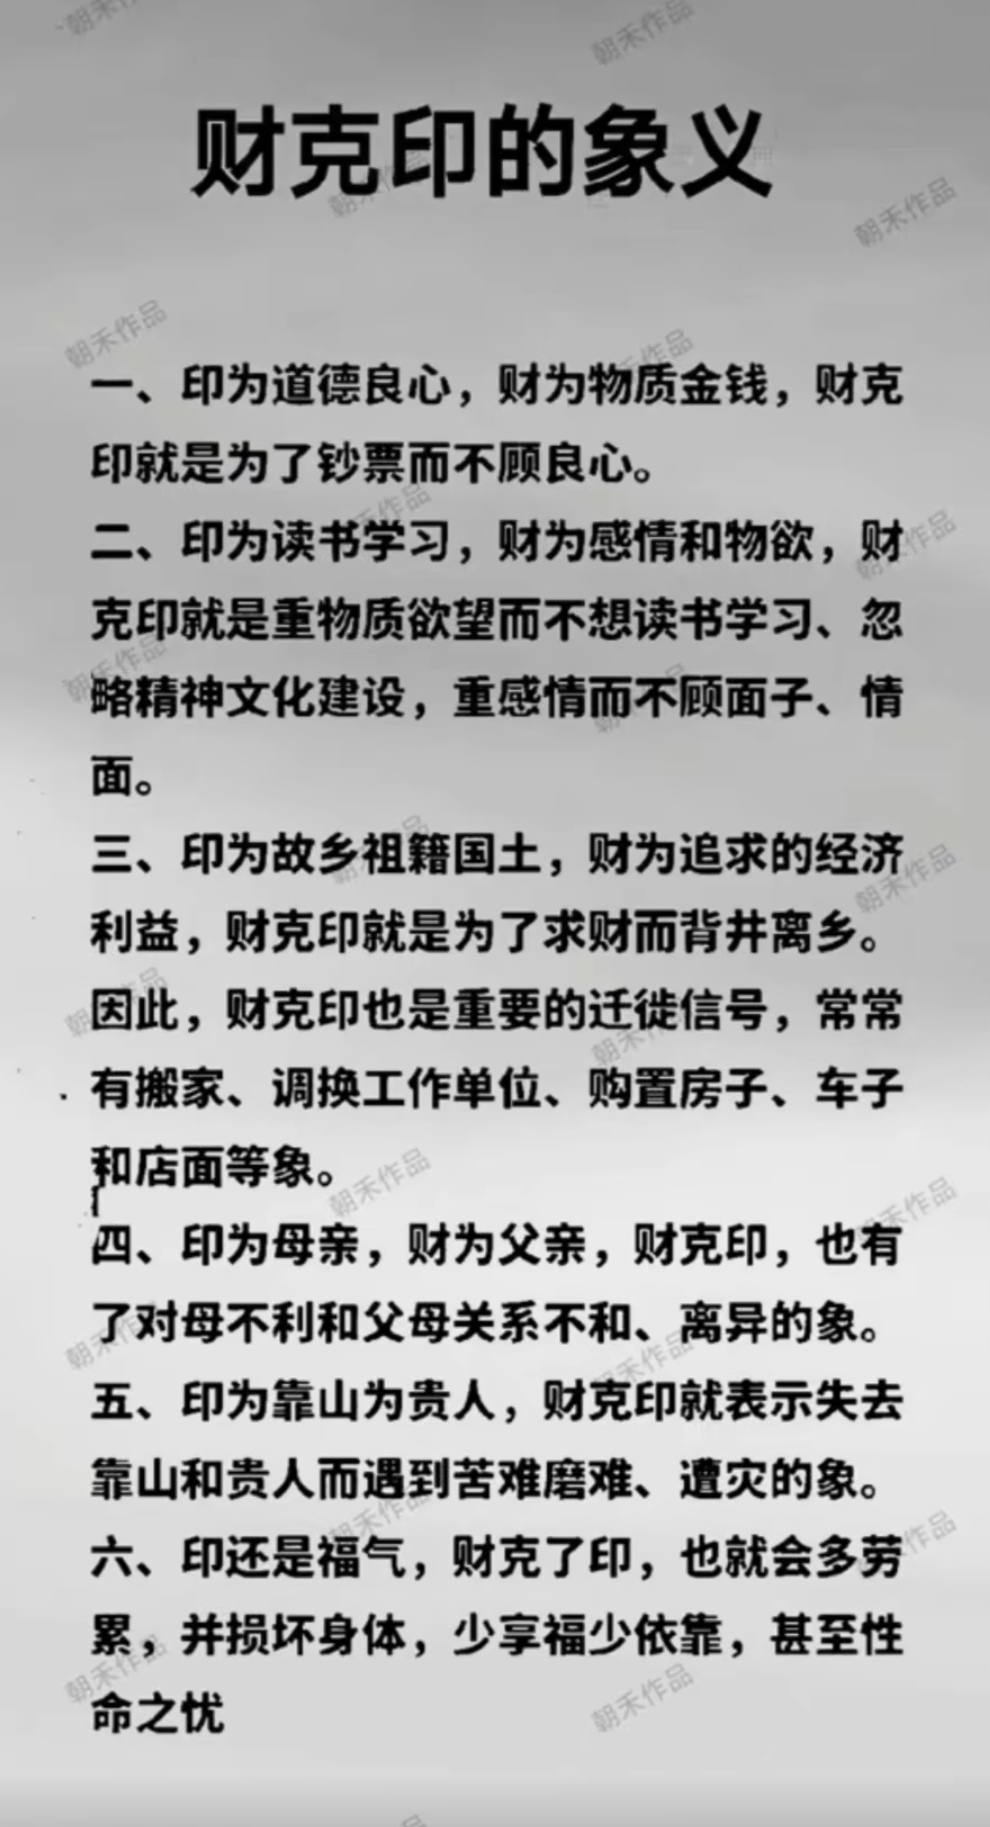 财克印的象义
一、印为道德良心，财为物质金钱，财克
印就是为了钞票而不顾良心。
二、印为读书学习，财为感情和物欲，财
克印就是重物质欲望而不想读书学习、忽
略精神文化建设，重感情而不顾面子、情
面。
三、印为故乡祖籍国土，财为追求的经济
利益，财克印就是为了求财而背井离乡。
因此，财克印也是重要的迁徙信号，常常
有搬家、调换工作单位、购置房子、车子
和店面等象。
四、印为母亲，财为父亲，财克印，也有
了对母不利和父母关系不和、离异的象。
五、印为靠山为贵人，财克印就表示失去
靠山和贵人而遇到苦难磨难、遭灾的象。
六、印还是福气，财克了印，也就会多劳
累，并损坏身体，少享福少依靠，甚至性
命之忧
朝禾作品